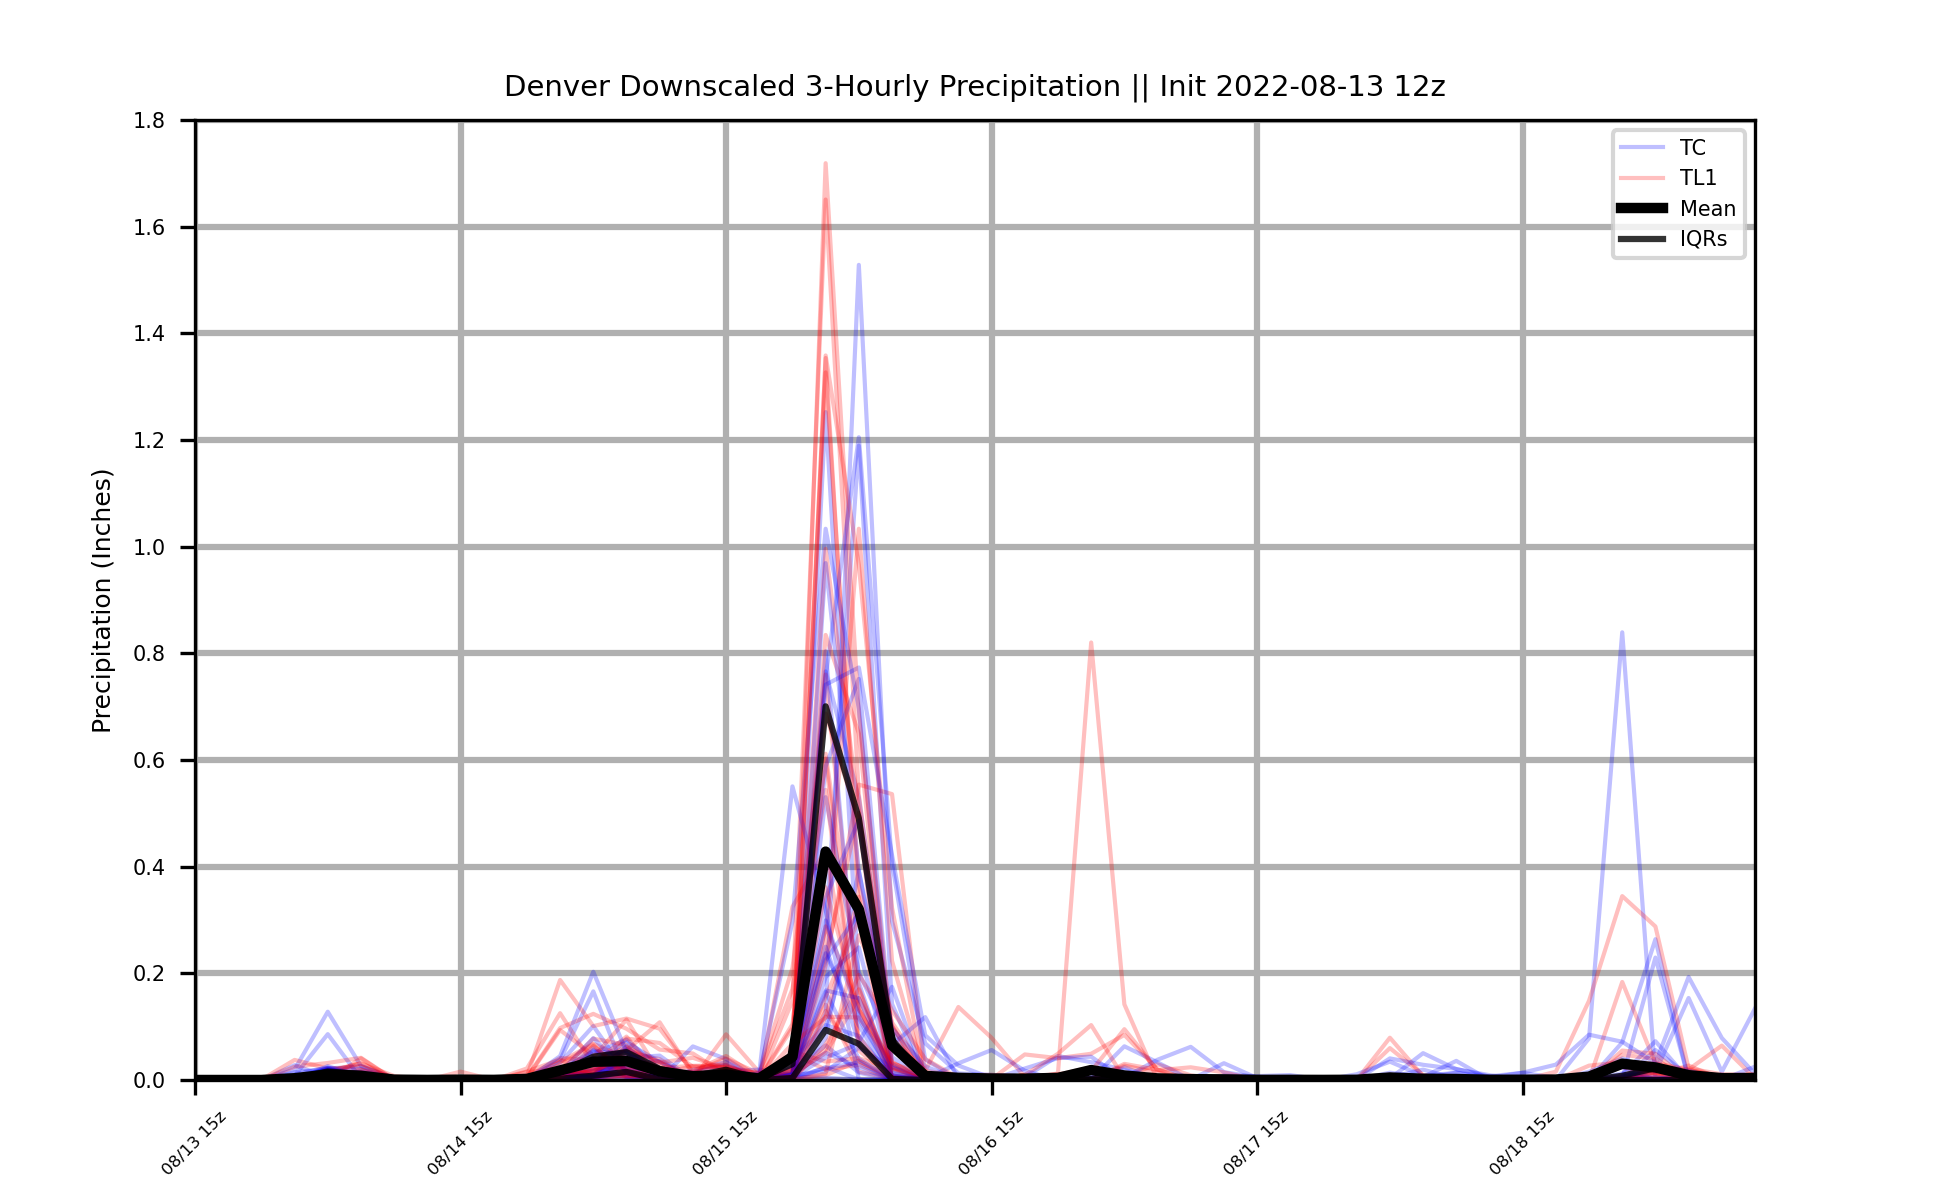 Denver Downscaled 3-Hourly Precipitation || Init 2022-08-13 12z
TC
TL1
Mean
IQRs
Precipitation (Inches)
1.8
1.6
1.4
1.2
1.0
0.8
0.6
0.4
0.2
0.0
08/13 15z
08/14 15z
08/15 15z
08/16 15z
08/17 15z
08/18 15z